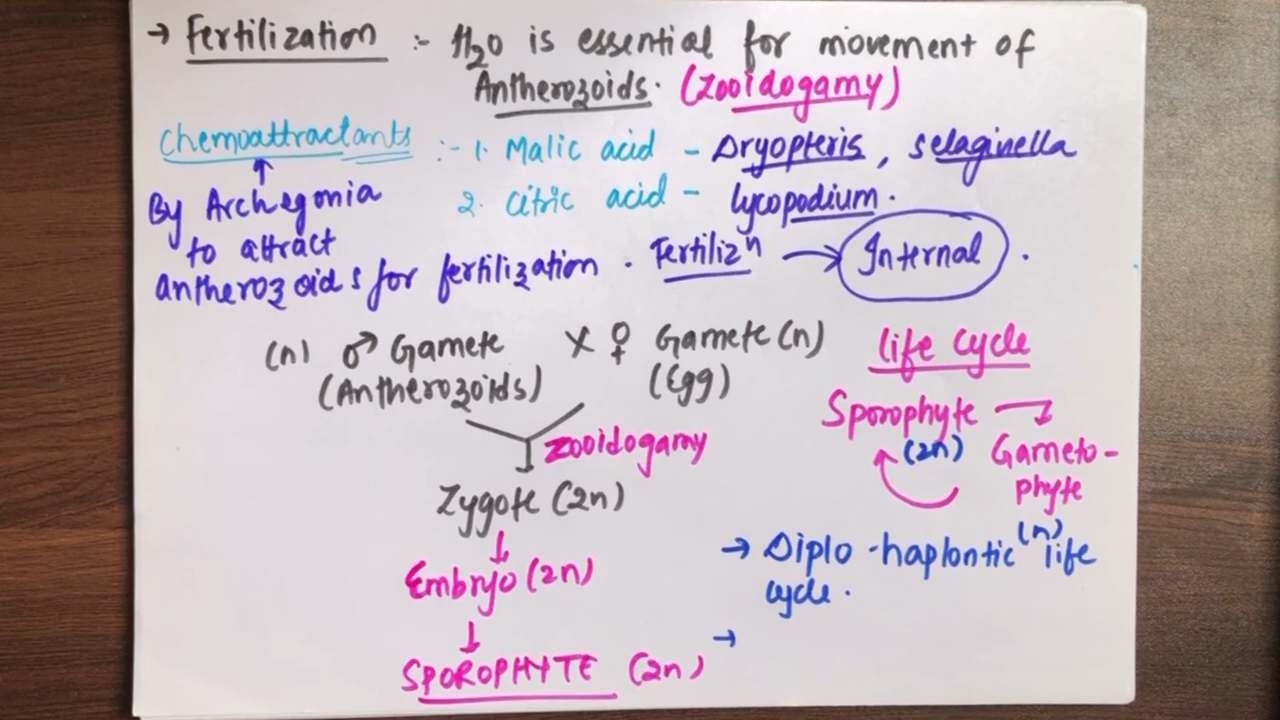 → Fertilization :- H2O is essential for movement of
Antherozoids. (Zooidogamy)
Chemoattractants :- 1. Malic acid - Dryopteris, Selaginella
2. Citric acid - Lycopodium.
By Archegonia
to attract
antherozoids for fertilization. Fertilizn → Internal.
(n) ♂ Gamete × ♀ Gamete (n)
(Antherozoids) (Egg)
Zooidogamy
Zygote (2n)
↓
Embryo (2n)
↓
SPOROPHYTE (2n)
Life Cycle
Sporophyte →
(2n) Gameto-
phyte
(n)
→ Diplo-haplontic life
cycle.
→